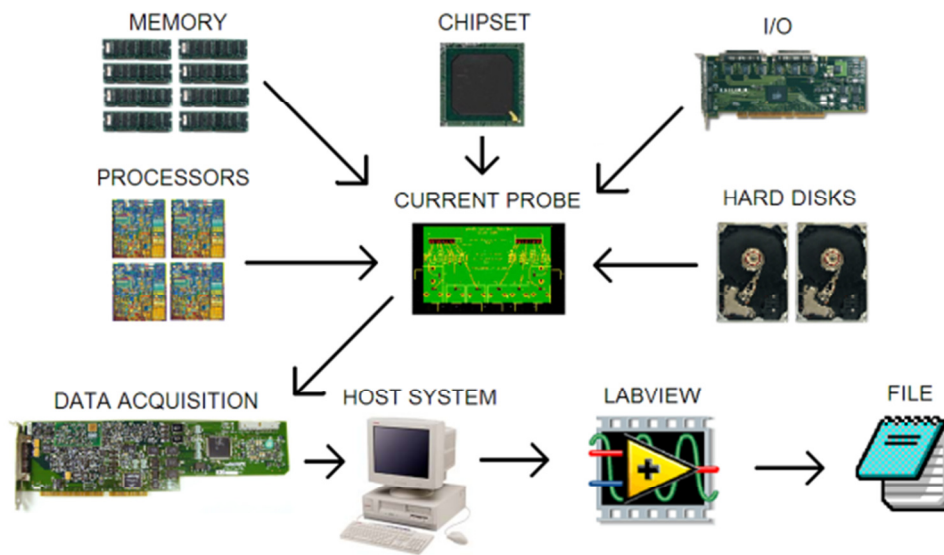 MEMORY
CHIPSET
I/O
PROCESSORS
CURRENT PROBE
HARD DISKS
DATA ACQUISITION
HOST SYSTEM
LABVIEW
FILE